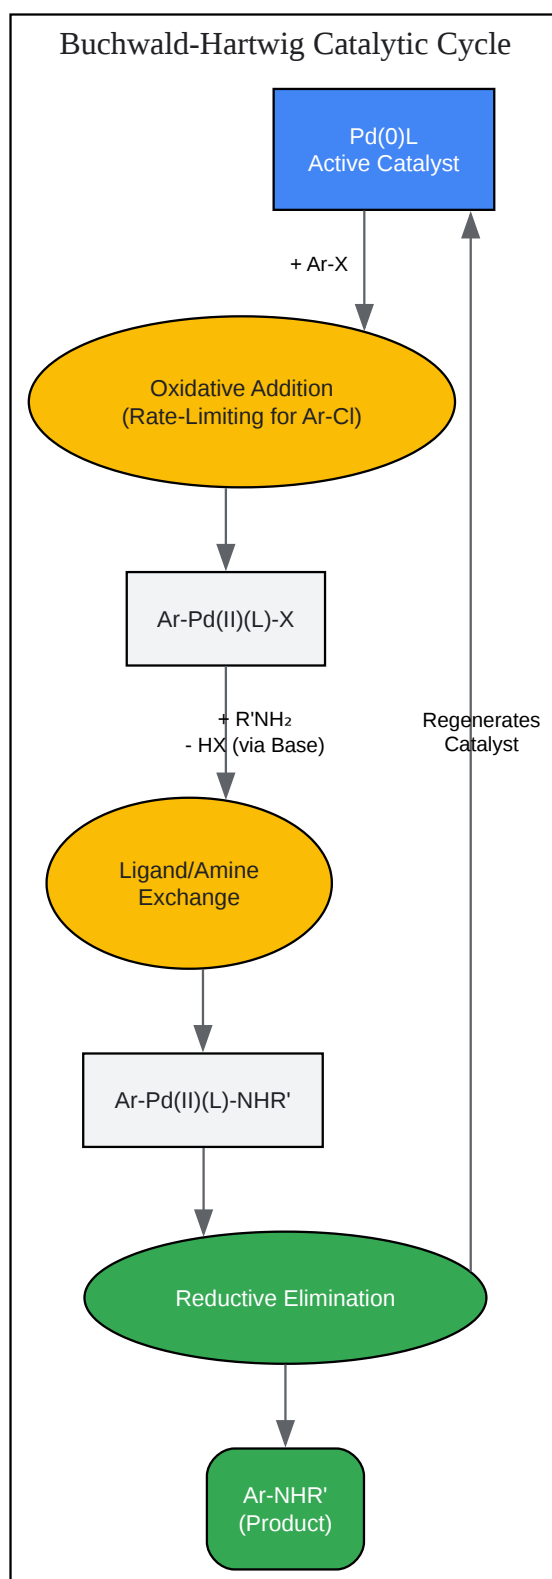 Buchwald-Hartwig Catalytic Cycle
Pd(0)L
Active Catalyst
+ Ar-X
Oxidative Addition
(Rate-Limiting for Ar-Cl)
Ar-Pd(II)(L)-X
+ R'NH₂
- HX (via Base)
Regenerates
Catalyst
Ligand/Amine
Exchange
Ar-Pd(II)(L)-NHR'
Reductive Elimination
Ar-NHR'
(Product)